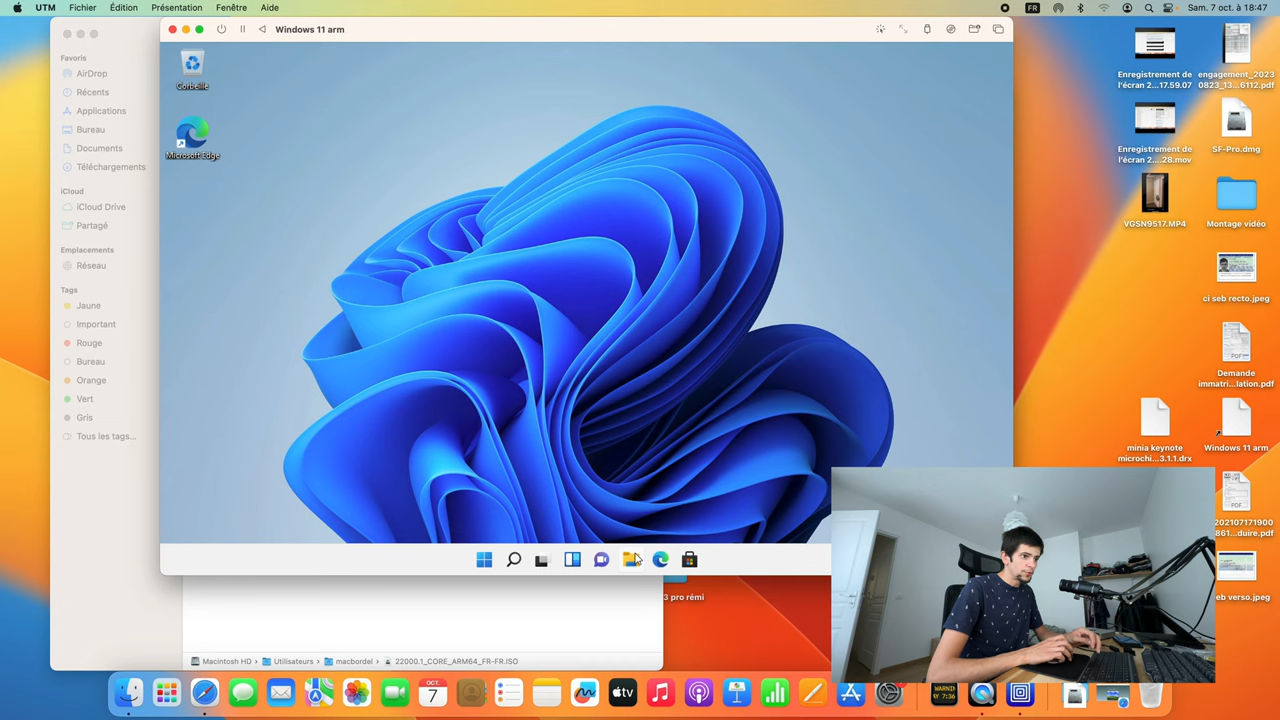 UTM Fichier Édition Présentation Fenêtre Aide
FR
Sam. 7 oct. à 18:47
Windows 11 arm
Favoris
AirDrop
Récents
Applications
Bureau
Documents
Téléchargements
iCloud
iCloud Drive
Partagé
Emplacements
Réseau
Tags
Jaune
Important
Rouge
Bureau
Orange
Vert
Gris
Tous les tags...
Corbeille
Microsoft Edge
Enregistrement de
l'écran 2...17.59.07
engagement_2023
0823_13...6112.pdf
Enregistrement de
l'écran 2....28.mov
SF-Pro.dmg
VGSN9517.MP4
Montage vidéo
ci seb recto.jpeg
PDF
Demande
immatri...lation.pdf
minia keynote
microchi...3.1.1.drx
Windows 11 arm
PDF
202107171900
861...duire.pdf
eb verso.jpeg
3 pro rémi
Macintosh HD › Utilisateurs › macbordel › 22000.1_CORE_ARM64_FR-FR.ISO
OCT.
7
tv
WARNIN